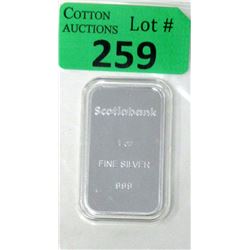 COTTON
AUCTIONS
Lot #
259
Scotiabank
1 oz
FINE SILVER
999